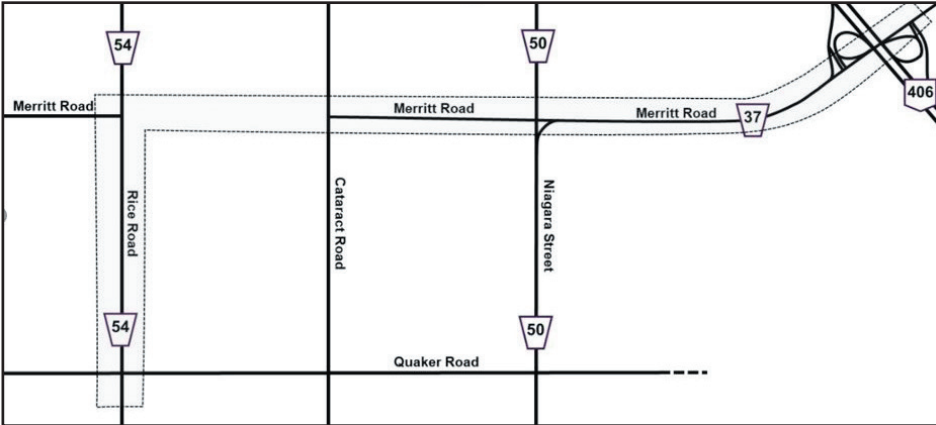 54
50
406
Merritt Road
Merritt Road
Merritt Road
37
Rice Road
Cataract Road
Niagara Street
54
50
Quaker Road